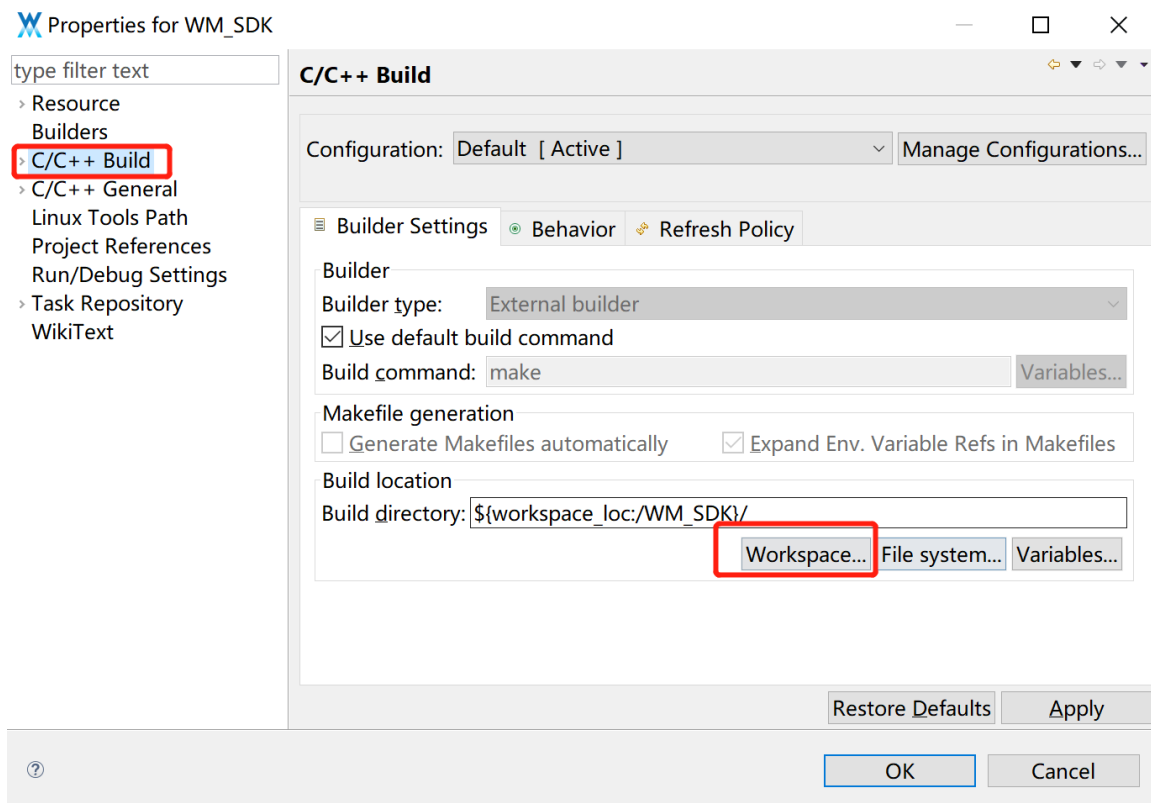 Properties for WM_SDK
type filter text
Resource
Builders
C/C++ Build
C/C++ General
Linux Tools Path
Project References
Run/Debug Settings
Task Repository
WikiText
C/C++ Build
Configuration: Default [ Active ] Manage Configurations...
Builder Settings Behavior Refresh Policy
Builder
Builder type: External builder
Use default build command
Build command: make Variables...
Makefile generation
Generate Makefiles automatically Expand Env. Variable Refs in Makefiles
Build location
Build directory: ${workspace_loc:/WM_SDK}/
Workspace... File system... Variables...
Restore Defaults Apply
OK Cancel